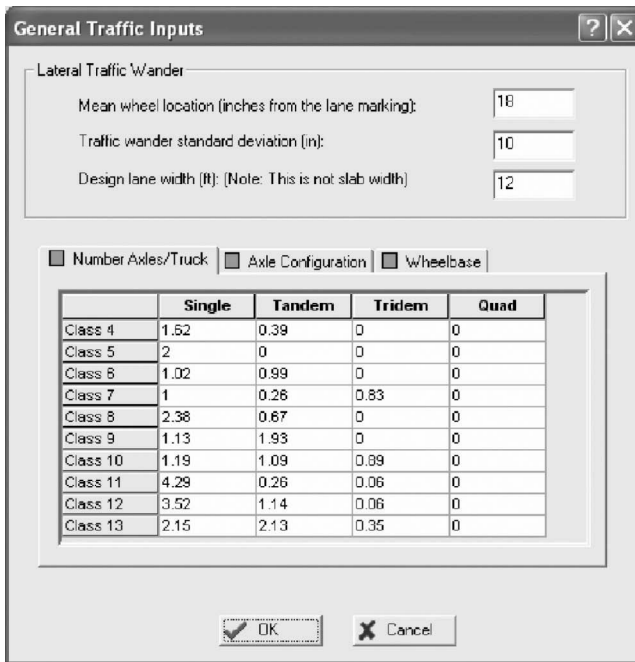 General Traffic Inputs
Lateral Traffic Wander
Mean wheel location (inches from the lane marking): 18
Traffic wander standard deviation (in): 10
Design lane width (ft): (Note: This is not slab width) 12
Number Axles/Truck Axle Configuration Wheelbase
Single Tandem Tridem Quad
Class 4 1.62 0.39 0 0
Class 5 2 0 0 0
Class 6 1.02 0.99 0 0
Class 7 1 0.26 0.83 0
Class 8 2.38 0.67 0 0
Class 9 1.13 1.93 0 0
Class 10 1.19 1.09 0.89 0
Class 11 4.29 0.26 0.06 0
Class 12 3.52 1.14 0.06 0
Class 13 2.15 2.13 0.35 0
OK Cancel